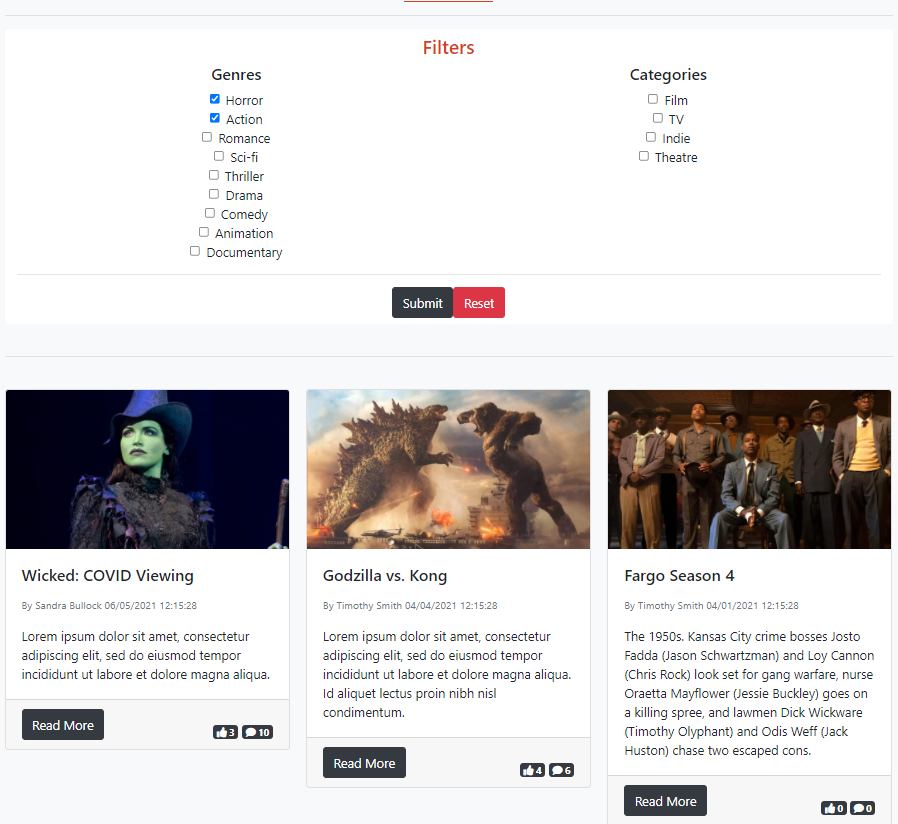 Filters
Genres
Horror
Action
Romance
Sci-fi
Thriller
Drama
Comedy
Animation
Documentary
Categories
Film
TV
Indie
Theatre
Submit
Reset
Wicked: COVID Viewing
By Sandra Bullock 06/05/2021 12:15:28
Lorem ipsum dolor sit amet, consectetur
adipiscing elit, sed do eiusmod tempor
incididunt ut labore et dolore magna aliqua.
Read More
3
10
Godzilla vs. Kong
By Timothy Smith 04/04/2021 12:15:28
Lorem ipsum dolor sit amet, consectetur
adipiscing elit, sed do eiusmod tempor
incididunt ut labore et dolore magna aliqua.
Id aliquet lectus proin nibh nisl
condimentum.
Read More
4
6
Fargo Season 4
By Timothy Smith 04/01/2021 12:15:28
The 1950s. Kansas City crime bosses Josto
Fadda (Jason Schwartzman) and Loy Cannon
(Chris Rock) look set for gang warfare, nurse
Oraetta Mayflower (Jessie Buckley) goes on
a killing spree, and lawmen Dick Wickware
(Timothy Olyphant) and Odis Weff (Jack
Huston) chase two escaped cons.
Read More
0
0